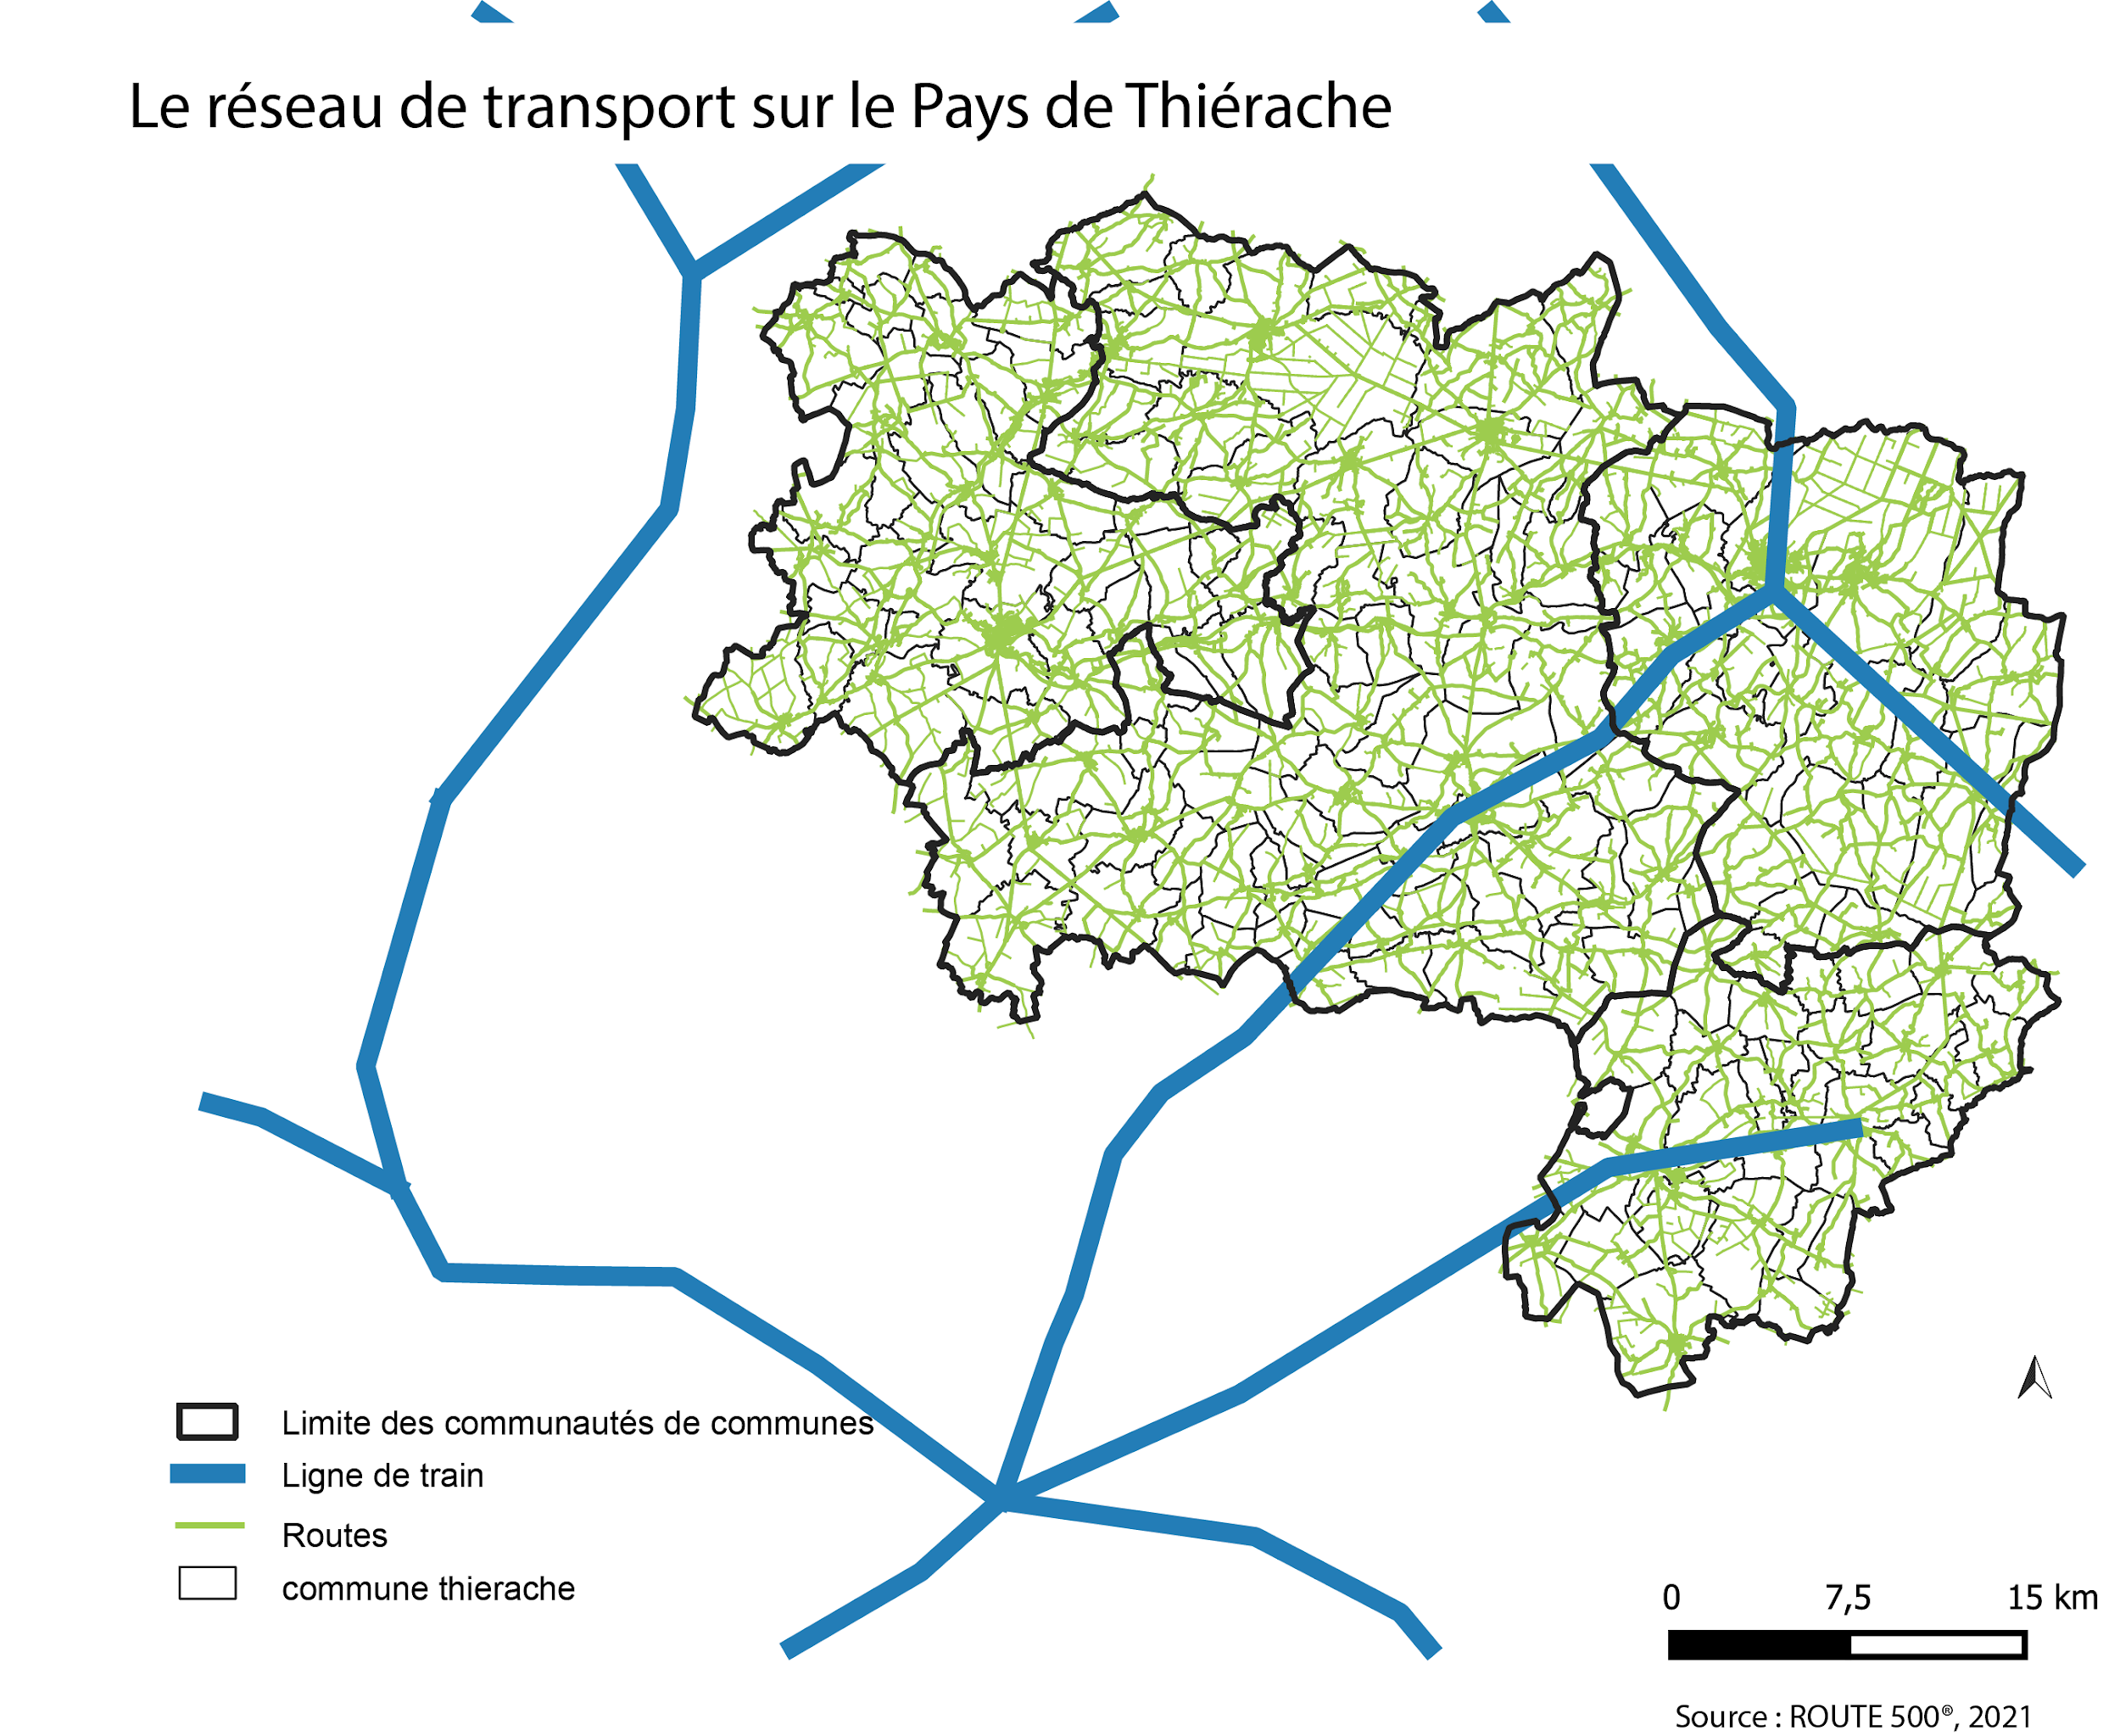 Le réseau de transport sur le Pays de Thiérache
Limite des communautés de communes
Ligne de train
Routes
commune thierache
0 7,5 15 km
Source : ROUTE 500®, 2021